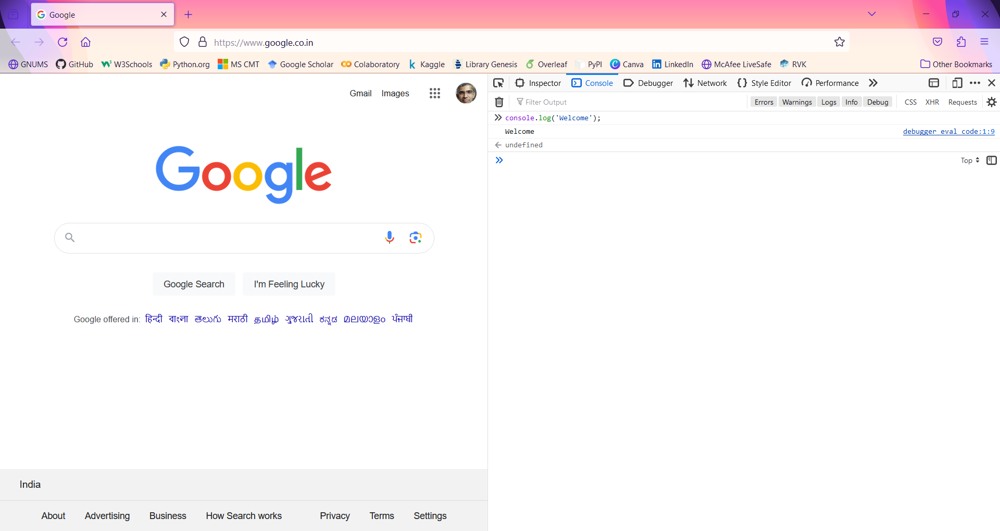 Google
https://www.google.co.in
GNUMS GitHub W3Schools Python.org MS CMT Google Scholar Colaboratory Kaggle Library Genesis Overleaf PyPI Canva LinkedIn McAfee LiveSafe RVK Other Bookmarks
Gmail Images
Google
Google Search I'm Feeling Lucky
Google offered in: हिन्दी বাংলা తెలుగు मराठी தமிழ் ગુજરાતી ಕನ್ನಡ മലയാളം ਪੰਜਾਬੀ
India
About Advertising Business How Search works Privacy Terms Settings
Inspector Console Debugger Network Style Editor Performance
Filter Output Errors Warnings Logs Info Debug CSS XHR Requests
console.log('Welcome');
Welcome debugger eval code:1:9
undefined
Top